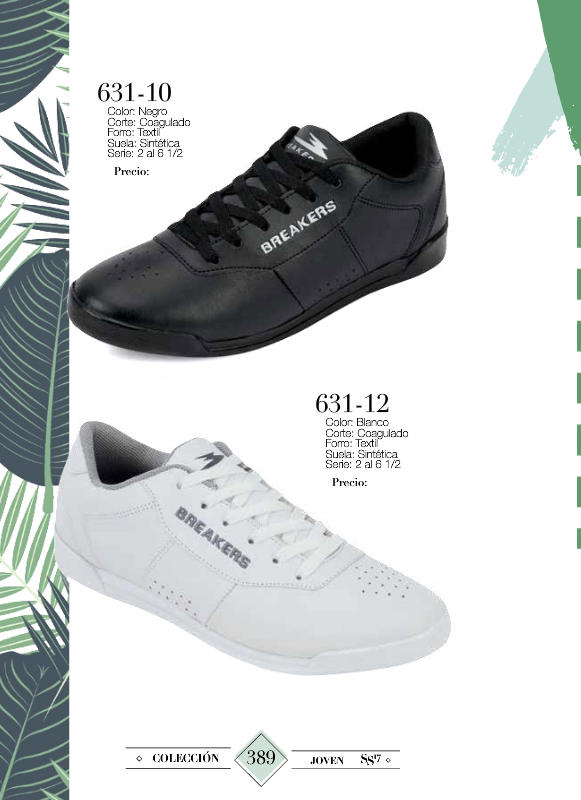 631-10
Color: Negro
Corte: Coagulado
Forro: Textil
Suela: Sintética
Serie: 2 al 6 1/2
Precio:
BREAKERS
631-12
Color: Blanco
Corte: Coagulado
Forro: Textil
Suela: Sintética
Serie: 2 al 6 1/2
Precio:
BREAKERS
COLECCIÓN 389 JOVEN SS17